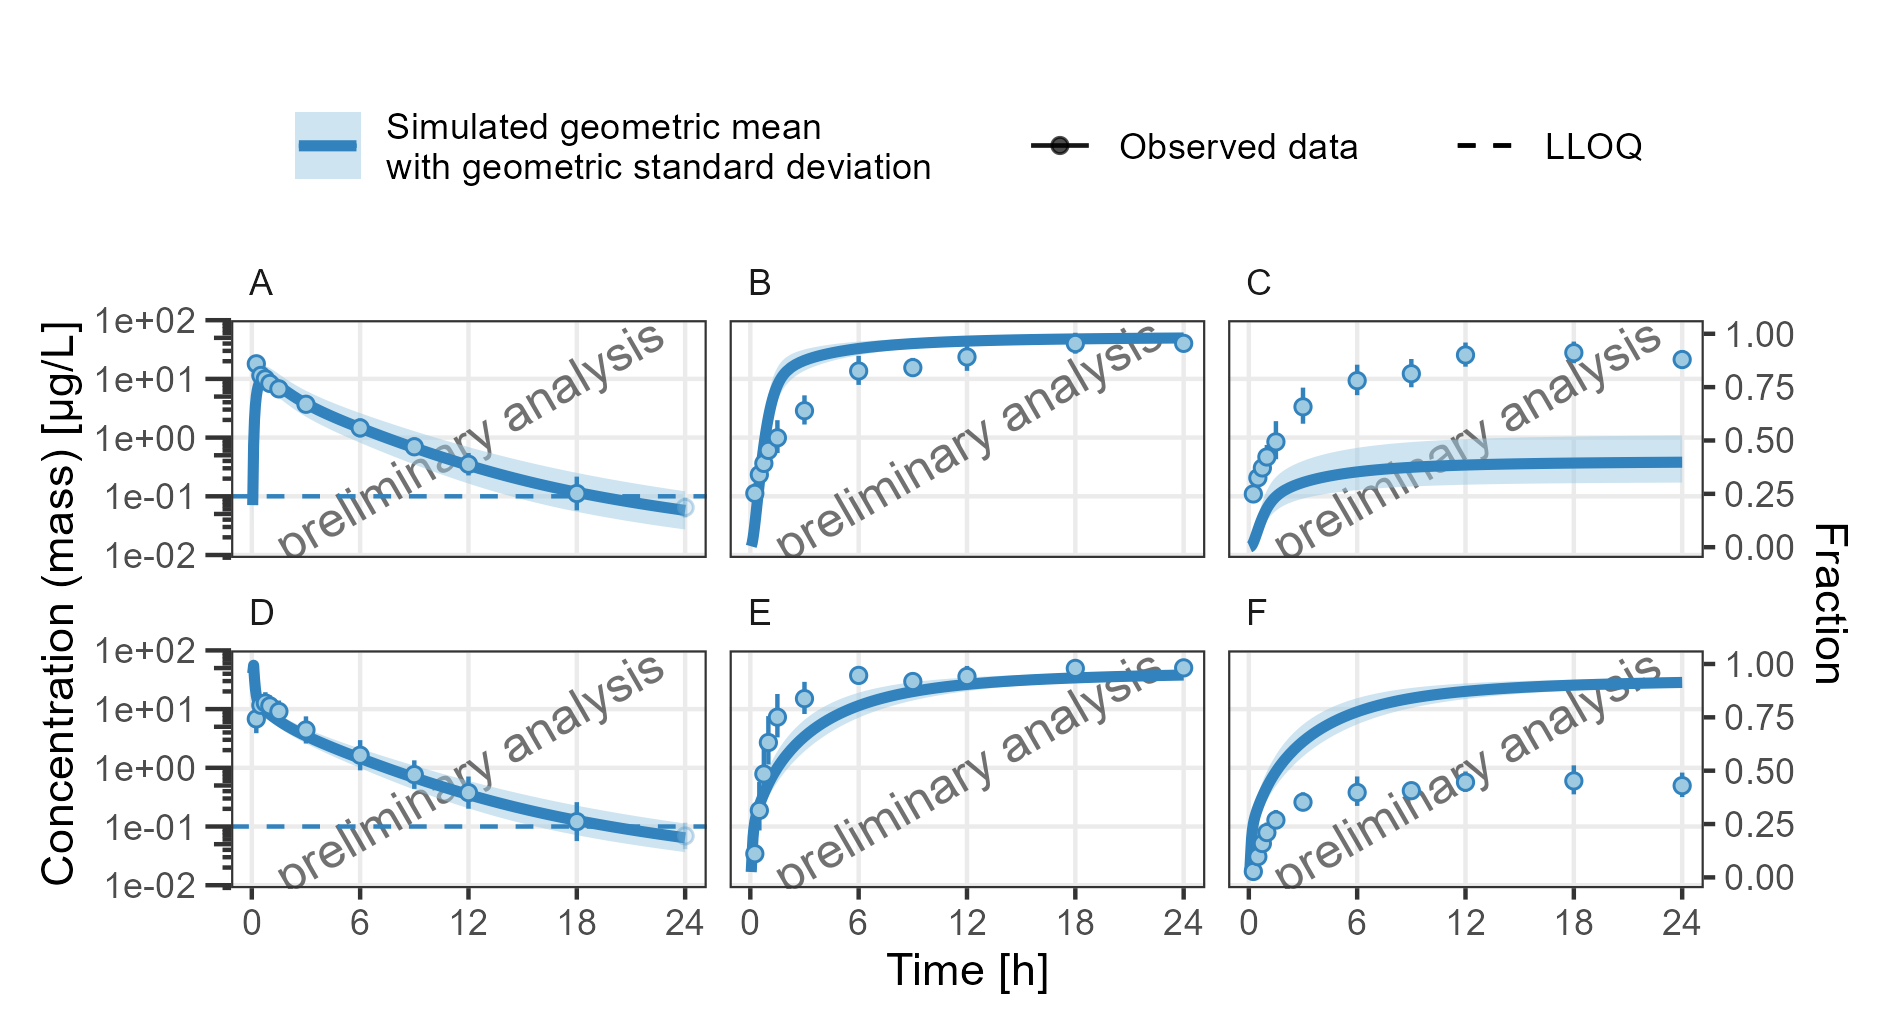 Simulated geometric mean
with geometric standard deviation
Observed data
LLOQ
A
B
C
1e+02
1e+01
1e+00
1e-01
1e-02
preliminary analysis
preliminary analysis
preliminary analysis
1.00
0.75
0.50
0.25
0.00
Concentration (mass) [µg/L]
Fraction
D
E
F
1e+02
1e+01
1e+00
1e-01
1e-02
preliminary analysis
preliminary analysis
preliminary analysis
1.00
0.75
0.50
0.25
0.00
0 6 12 18 24
0 6 12 18 24
0 6 12 18 24
Time [h]